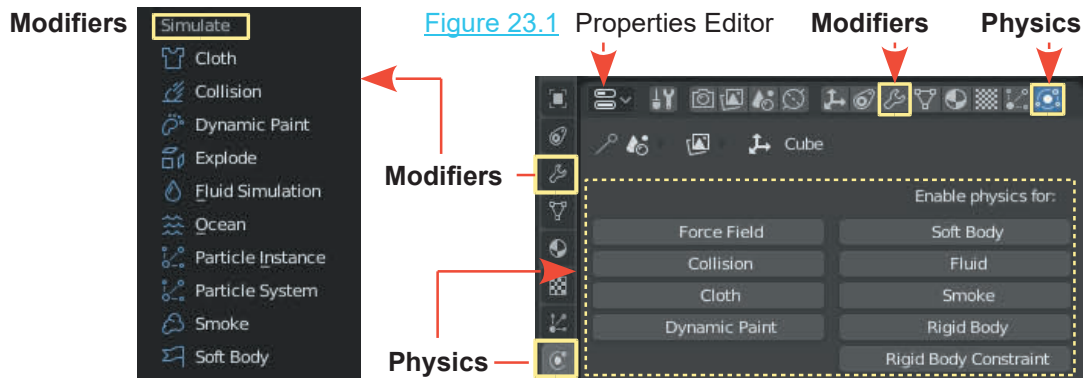 Modifiers
Simulate
Cloth
Collision
Dynamic Paint
Explode
Fluid Simulation
Ocean
Particle Instance
Particle System
Smoke
Soft Body
Figure 23.1 Properties Editor
Modifiers
Physics
Modifiers
Physics
Cube
Enable physics for:
Force Field
Soft Body
Collision
Fluid
Cloth
Smoke
Dynamic Paint
Rigid Body
Rigid Body Constraint